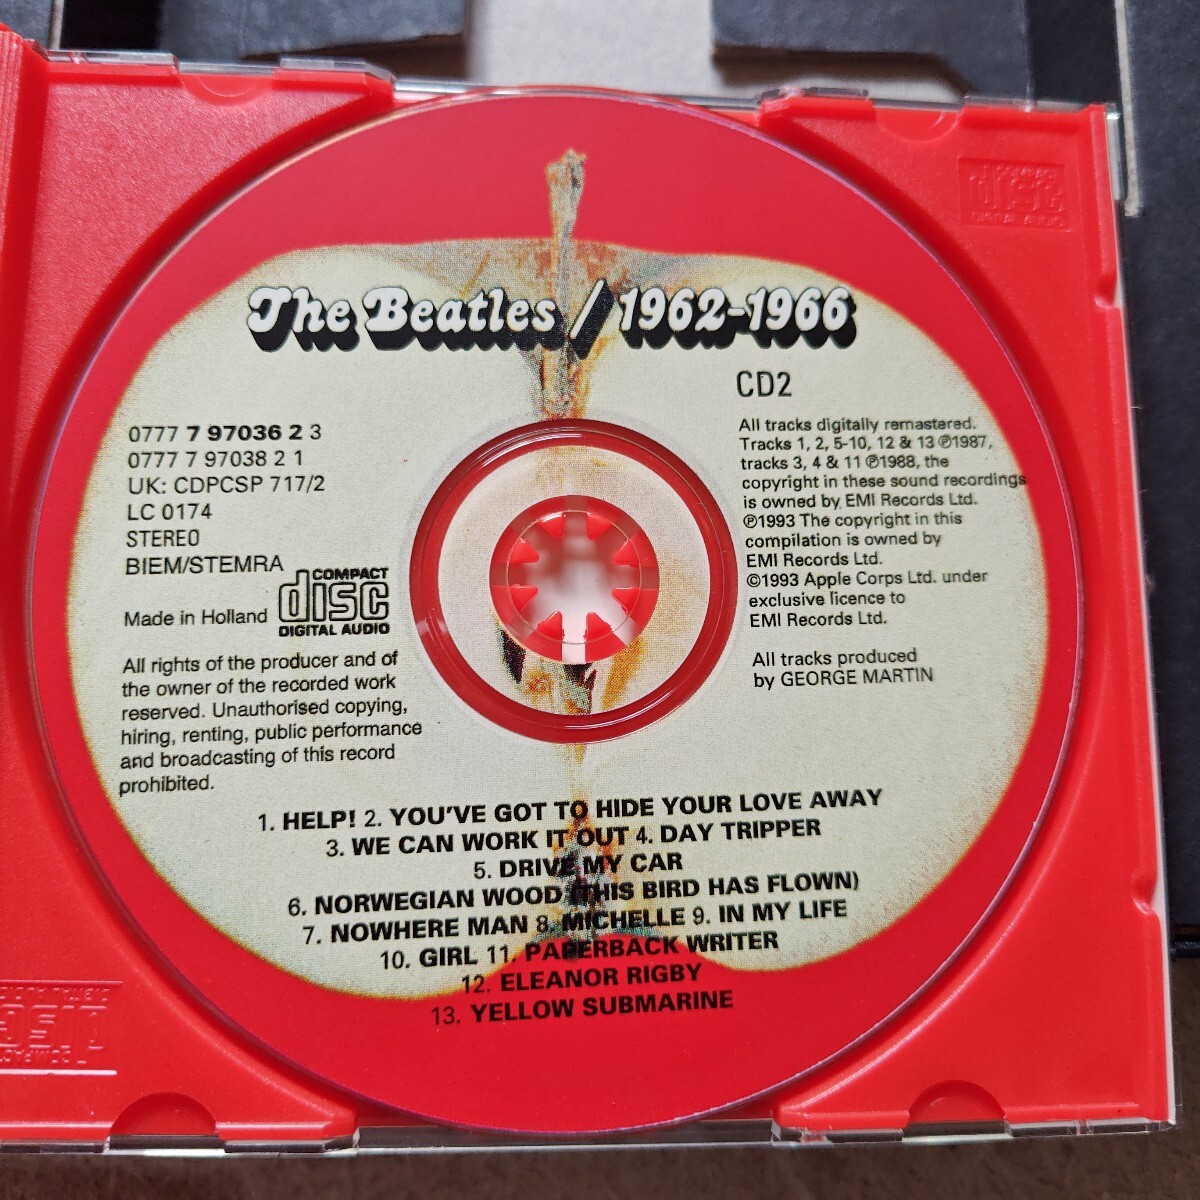 The Beatles / 1962-1966
CD2
0777 7 97036 2 3
0777 7 97038 2 1
UK: CDPCSP 717/2
LC 0174
STEREO
BIEM/STEMRA
Made in Holland
COMPACT
disc
DIGITAL AUDIO
All rights of the producer and of
the owner of the recorded work
reserved. Unauthorised copying,
hiring, renting, public performance
and broadcasting of this record
prohibited.
All tracks digitally remastered.
Tracks 1, 2, 5-10, 12 & 13 ℗1987,
tracks 3, 4 & 11 ℗1988, the
copyright in these sound recordings
is owned by EMI Records Ltd.
℗1993 The copyright in this
compilation is owned by
EMI Records Ltd.
©1993 Apple Corps Ltd. under
exclusive licence to
EMI Records Ltd.
All tracks produced
by GEORGE MARTIN
1. HELP! 2. YOU'VE GOT TO HIDE YOUR LOVE AWAY
3. WE CAN WORK IT OUT 4. DAY TRIPPER
5. DRIVE MY CAR
6. NORWEGIAN WOOD (THIS BIRD HAS FLOWN)
7. NOWHERE MAN 8. MICHELLE 9. IN MY LIFE
10. GIRL 11. PAPERBACK WRITER
12. ELEANOR RIGBY
13. YELLOW SUBMARINE
COMPACT
disc
DIGITAL AUDIO
COMPACT
disc
DIGITAL AUDIO